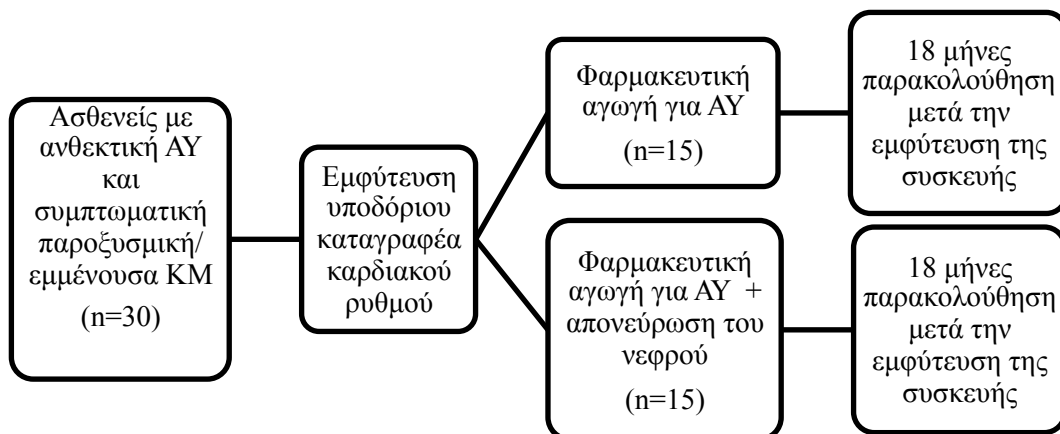 Ασθενείς με
ανθεκτική ΑΥ
και
συμπτωματική
παροξυσμική/
εμμένουσα ΚΜ
(n=30)
Εμφύτευση
υποδόριου
καταγραφέα
καρδιακού
ρυθμού
Φαρμακευτική
αγωγή για ΑΥ
(n=15)
18 μήνες
παρακολούθηση
μετά την
εμφύτευση της
συσκευής
Φαρμακευτική
αγωγή για ΑΥ +
απονεύρωση του
νεφρού
(n=15)
18 μήνες
παρακολούθηση
μετά την
εμφύτευση της
συσκευής